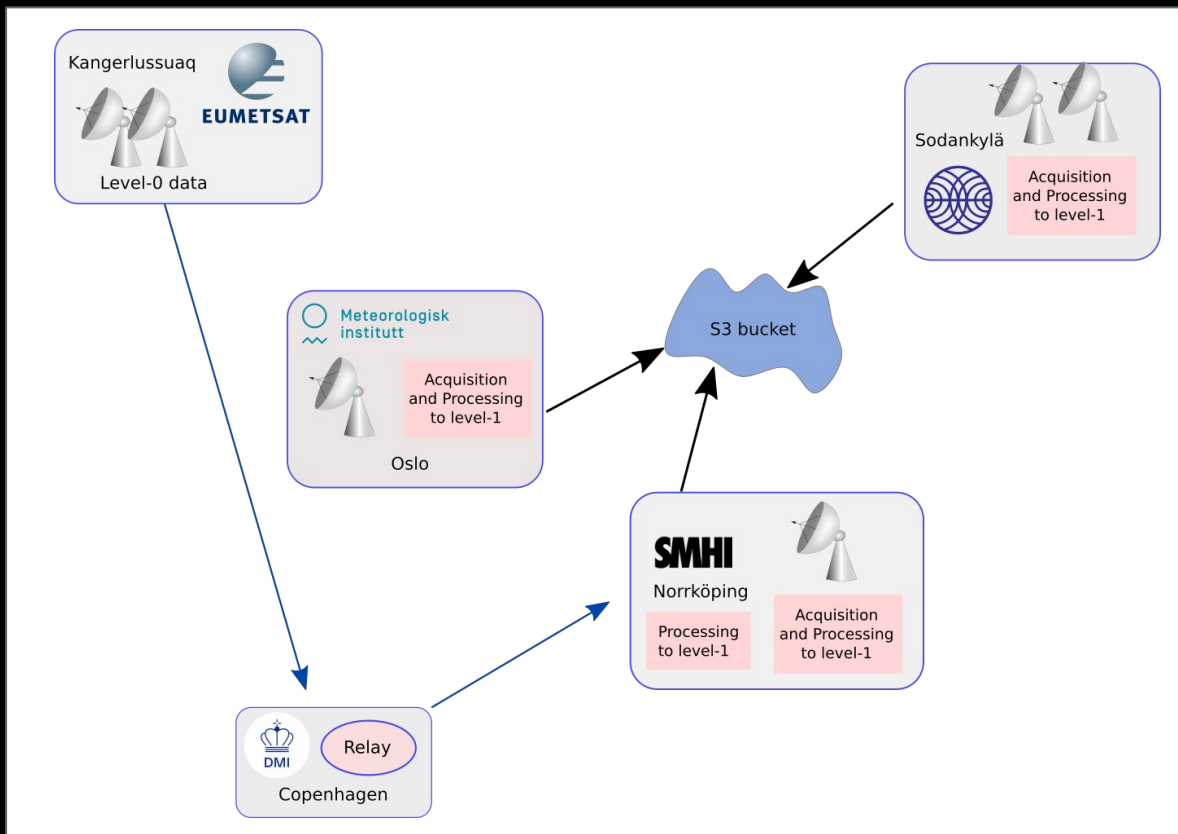 Kangerlussuaq
EUMETSAT
Level-0 data
Sodankylä
Acquisition
and Processing
to level-1
Meteorologisk
institutt
Acquisition
and Processing
to level-1
Oslo
S3 bucket
SMHI
Norrköping
Processing
to level-1
Acquisition
and Processing
to level-1
DMI
Relay
Copenhagen